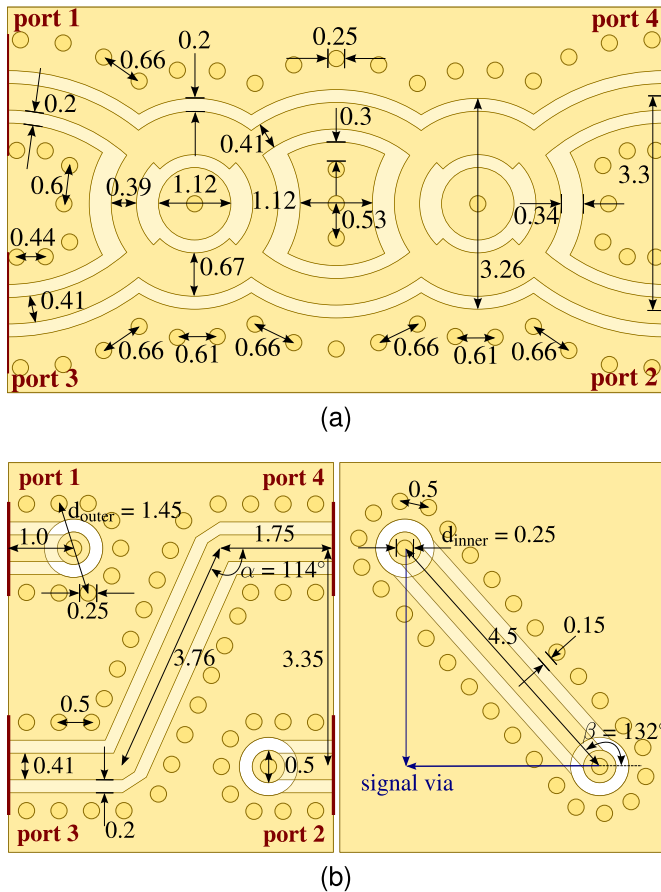 port 1
port 4
0.2
0.25
0.66
0.2
0.3
0.41
0.6
0.39
1.12
1.12
0.53
0.34
3.3
0.44
0.67
3.26
0.41
0.66
0.61
0.66
0.66
0.61
0.66
port 3
port 2
(a)
port 1
port 4
0.5
d_outer = 1.45
1.0
1.75
d_inner = 0.25
α = 114°
0.25
3.76
3.35
4.5
0.15
0.5
β = 132°
0.41
0.5
signal via
0.2
port 3
port 2
(b)